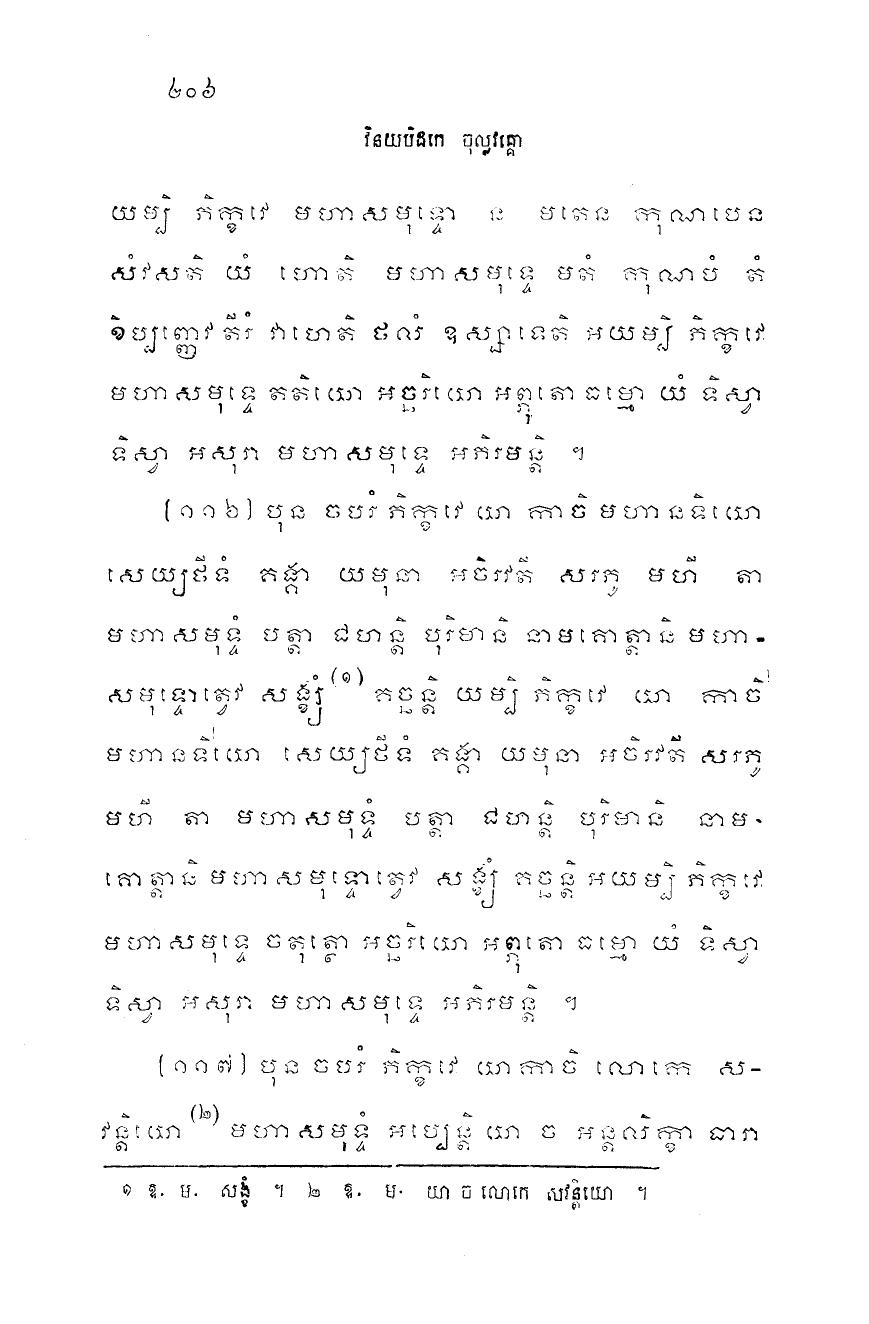 ៤០៦
វិនយបិដកេ ចុល្លវគ្គោ
យម្បិ ភិក្ខវេ មហាសមុទ្ទោ ន មតេន កុណបេន
សំវសតិ យំ ហោតិ មហាសមុទ្ទេ មតំ កុណបំ តំ
ខិប្បញ្ញេវ តីរំ វាហេតិ ថលំ ឧស្សាទេតិ អយម្បិ ភិក្ខវេ
មហាសមុទ្ទេ តតិយោ អច្ឆរិយោ អព្ភុតោ ធម្មោ យំ ទិស្វា
ទិស្វា អសុរា មហាសមុទ្ទេ អភិរមន្តិ ។
(១១៦) បុន ចបរំ ភិក្ខវេ យា កាចិ មហានទិយោ
សេយ្យថីទំ គង្គា យមុនា អចិរវតី សរភូ មហី តា
មហាសមុទ្ទំ បត្តា ជហន្តិ បុរិមានិ នាមគោត្តានិ មហា-
សមុទ្ទោត្វេវ សង្ខ្យំ (១) គច្ឆន្តិ យម្បិ ភិក្ខវេ យា កាចិ
មហានទិយោ សេយ្យថីទំ គង្គា យមុនា អចិរវតី សរភូ
មហី តា មហាសមុទ្ទំ បត្តា ជហន្តិ បុរិមានិ នាម-
គោត្តានិ មហាសមុទ្ទោត្វេវ សង្ខ្យំ គច្ឆន្តិ អយម្បិ ភិក្ខវេ
មហាសមុទ្ទេ ចតុត្ថោ អច្ឆរិយោ អព្ភុតោ ធម្មោ យំ ទិស្វា
ទិស្វា អសុរា មហាសមុទ្ទេ អភិរមន្តិ ។
(១១៧) បុន ចបរំ ភិក្ខវេ យាកាចិ លោកេ ស-
វន្តិយោ (២) មហាសមុទ្ទំ អប្បេន្តិ យា ច អន្តលិក្ខា ធារា
១ ឱ. ម. សង្ខំ ។ ២ ឱ. ម. យា ច លោកេ សវន្តិយោ ។